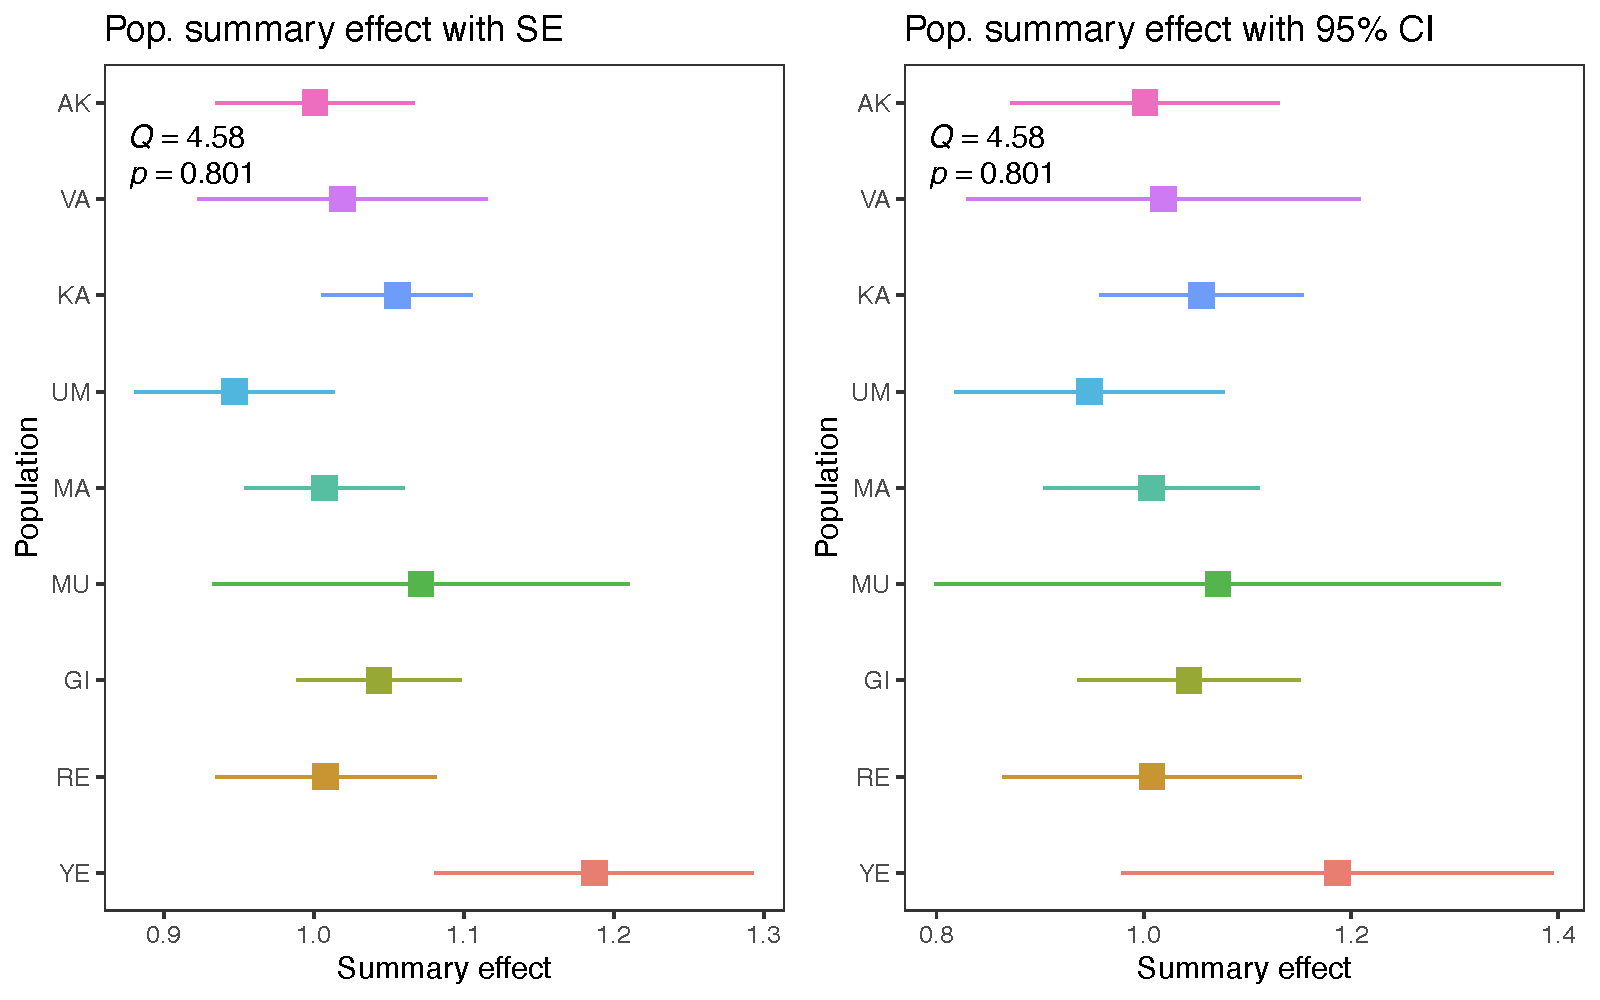 Pop. summary effect with SE
AK
VA
KA
UM
MA
MU
GI
RE
YE
Population
Q = 4.58
p = 0.801
0.9 1.0 1.1 1.2 1.3
Summary effect
Pop. summary effect with 95% CI
AK
VA
KA
UM
MA
MU
GI
RE
YE
Population
Q = 4.58
p = 0.801
0.8 1.0 1.2 1.4
Summary effect